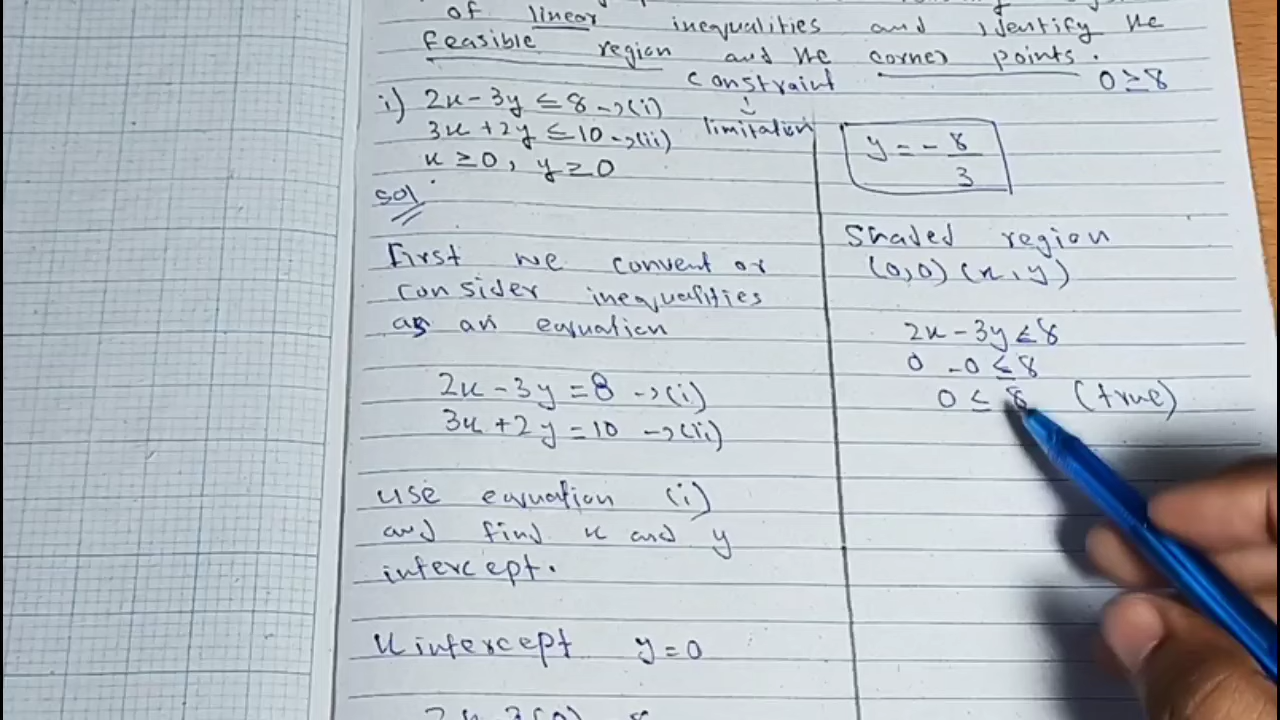 of linear inequalities and identify the
feasible region and the corner points.
constraint
0 ≥ 8
i) 2x - 3y ≤ 8 → (i)
3x + 2y ≤ 10 → (ii)
limitation
x ≥ 0, y ≥ 0
sol
First we convent or
consider inequalities
as an equation
2x - 3y = 8 → (i)
3x + 2y = 10 → (ii)
use equation (i)
and find x and y
intercept.
x intercept y = 0
y = - 8/3
Shaded region
(0,0) (x, y)
2x - 3y ≤ 8
0 - 0 ≤ 8
0 ≤ 8 (true)